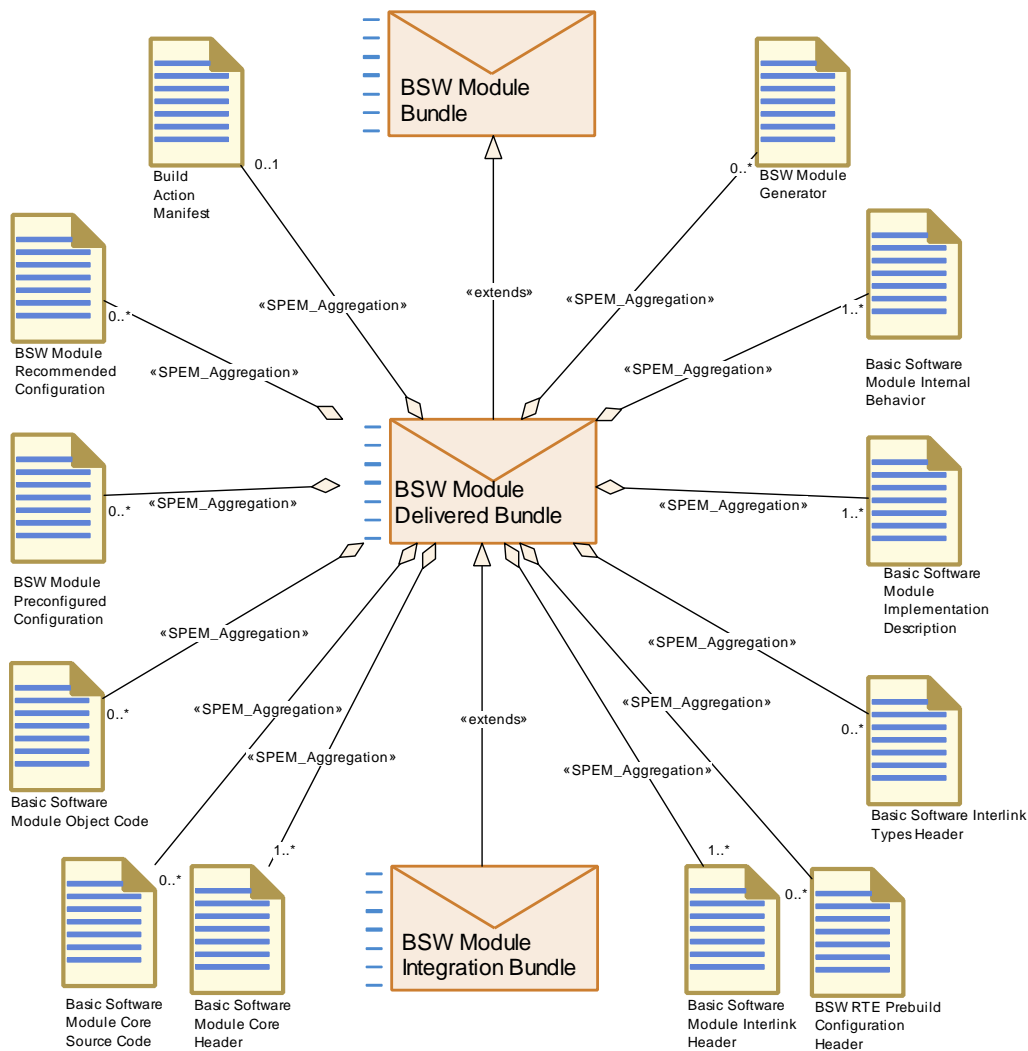 BSW Module
Bundle
Build
Action
Manifest
0..1
0..*
BSW Module
Generator
BSW Module
Recommended
Configuration
0..*
«SPEM_Aggregation»
«SPEM_Aggregation»
«extends»
«SPEM_Aggregation»
«SPEM_Aggregation»
1..*
Basic Software
Module Internal
Behavior
BSW Module
Delivered Bundle
BSW Module
Preconfigured
Configuration
0..*
«SPEM_Aggregation»
«SPEM_Aggregation»
1..*
Basic Software
Module
Implementation
Description
Basic Software
Module Object Code
0..*
«SPEM_Aggregation»
«SPEM_Aggregation»
«SPEM_Aggregation»
«extends»
«SPEM_Aggregation»
«SPEM_Aggregation»
«SPEM_Aggregation»
0..*
Basic Software Interlink
Types Header
0..*
1..*
1..*
0..*
Basic Software
Module Core
Source Code
Basic Software
Module Core
Header
BSW Module
Integration Bundle
Basic Software
Module Interlink
Header
BSW RTE Prebuild
Configuration
Header